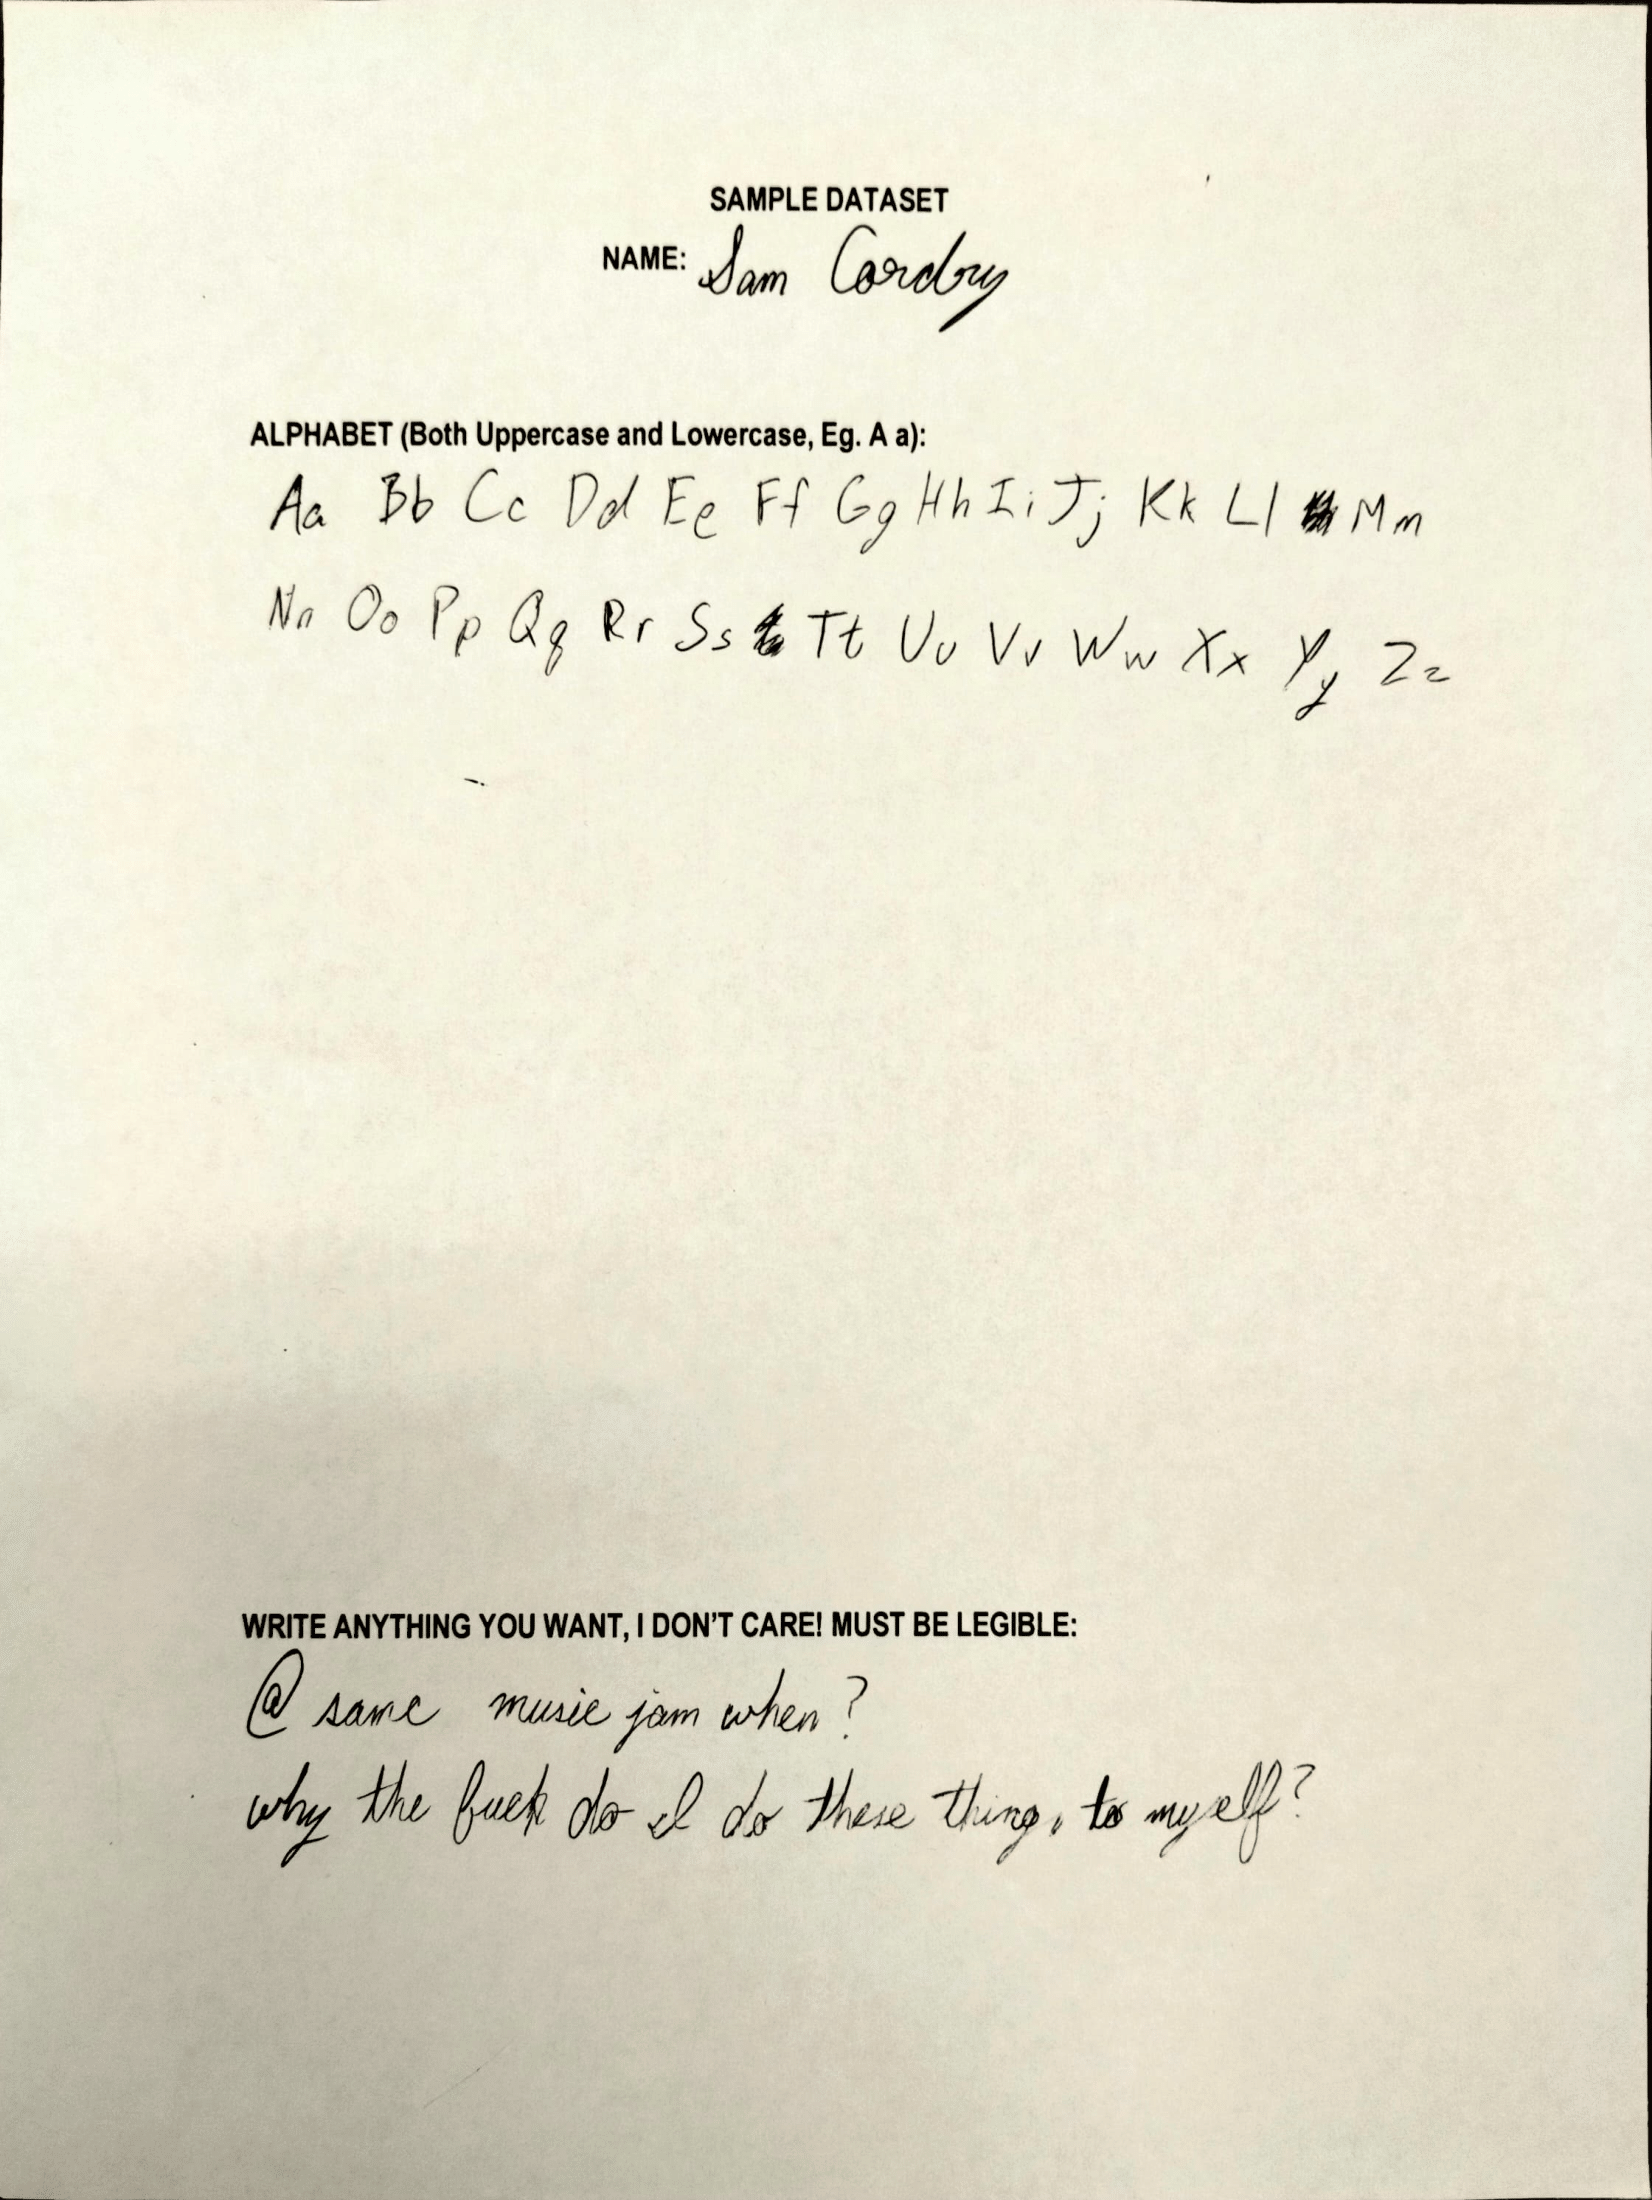 SAMPLE DATASET
NAME: Sam Cordry
ALPHABET (Both Uppercase and Lowercase, Eg. A a):
Aa Bb Cc Dd Ee Ff Gg Hh Ii Jj Kk Ll Mm
Nn Oo Pp Qq Rr Ss Tt Uu Vv Ww Xx Yy Zz
WRITE ANYTHING YOU WANT, I DON'T CARE! MUST BE LEGIBLE:
@ same music jam when?
why the fuck do I do these things to myself?